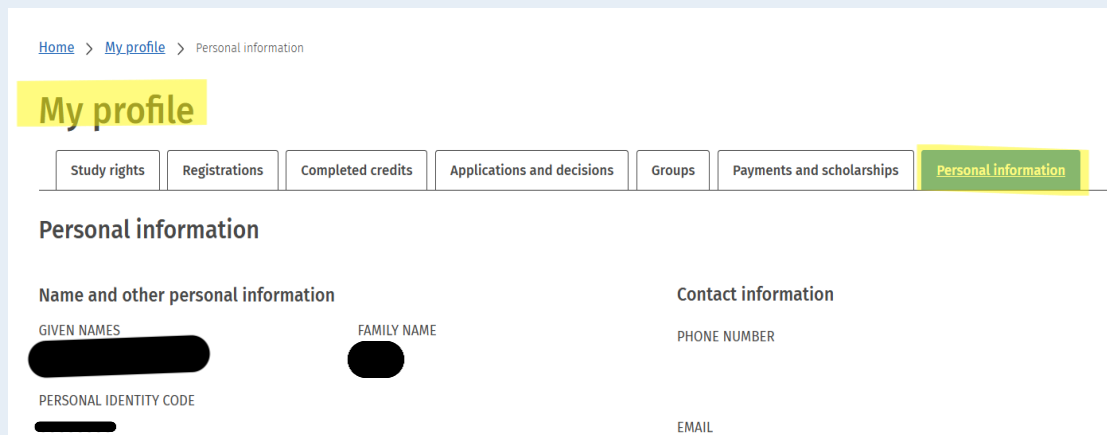 Home > My profile > Personal information
My profile
Study rights Registrations Completed credits Applications and decisions Groups Payments and scholarships Personal information
Personal information
Name and other personal information
GIVEN NAMES FAMILY NAME
PERSONAL IDENTITY CODE
Contact information
PHONE NUMBER
EMAIL